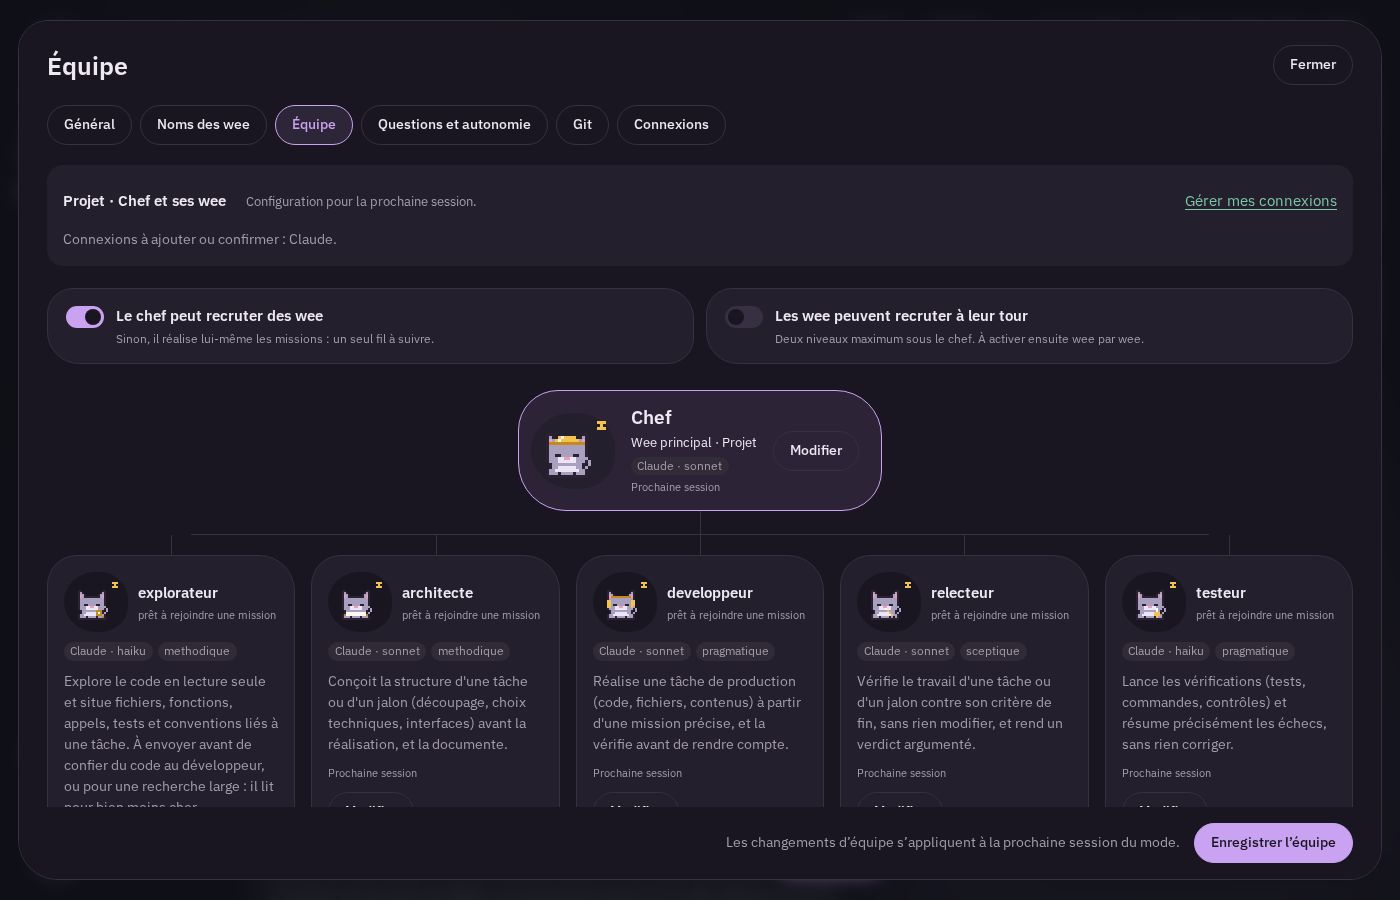 Équipe
Fermer
Général
Noms des wee
Équipe
Questions et autonomie
Git
Connexions
Projet · Chef et ses wee
Configuration pour la prochaine session.
Gérer mes connexions
Connexions à ajouter ou confirmer : Claude.
Le chef peut recruter des wee
Sinon, il réalise lui-même les missions : un seul fil à suivre.
Les wee peuvent recruter à leur tour
Deux niveaux maximum sous le chef. À activer ensuite wee par wee.
Chef
Wee principal · Projet
Claude · sonnet
Prochaine session
Modifier
explorateur
prêt à rejoindre une mission
Claude · haiku
methodique
Explore le code en lecture seule
et situe fichiers, fonctions,
appels, tests et conventions liés à
une tâche. À envoyer avant de
confier du code au développeur,
ou pour une recherche large : il lit
pour bien moins cher
architecte
prêt à rejoindre une mission
Claude · sonnet
methodique
Conçoit la structure d'une tâche
ou d'un jalon (découpage, choix
techniques, interfaces) avant la
réalisation, et la documente.
Prochaine session
developpeur
prêt à rejoindre une mission
Claude · sonnet
pragmatique
Réalise une tâche de production
(code, fichiers, contenus) à partir
d'une mission précise, et la
vérifie avant de rendre compte.
Prochaine session
relecteur
prêt à rejoindre une mission
Claude · sonnet
sceptique
Vérifie le travail d'une tâche ou
d'un jalon contre son critère de
fin, sans rien modifier, et rend un
verdict argumenté.
Prochaine session
testeur
prêt à rejoindre une mission
Claude · haiku
pragmatique
Lance les vérifications (tests,
commandes, contrôles) et
résume précisément les échecs,
sans rien corriger.
Prochaine session
Les changements d’équipe s’appliquent à la prochaine session du mode.
Enregistrer l’équipe